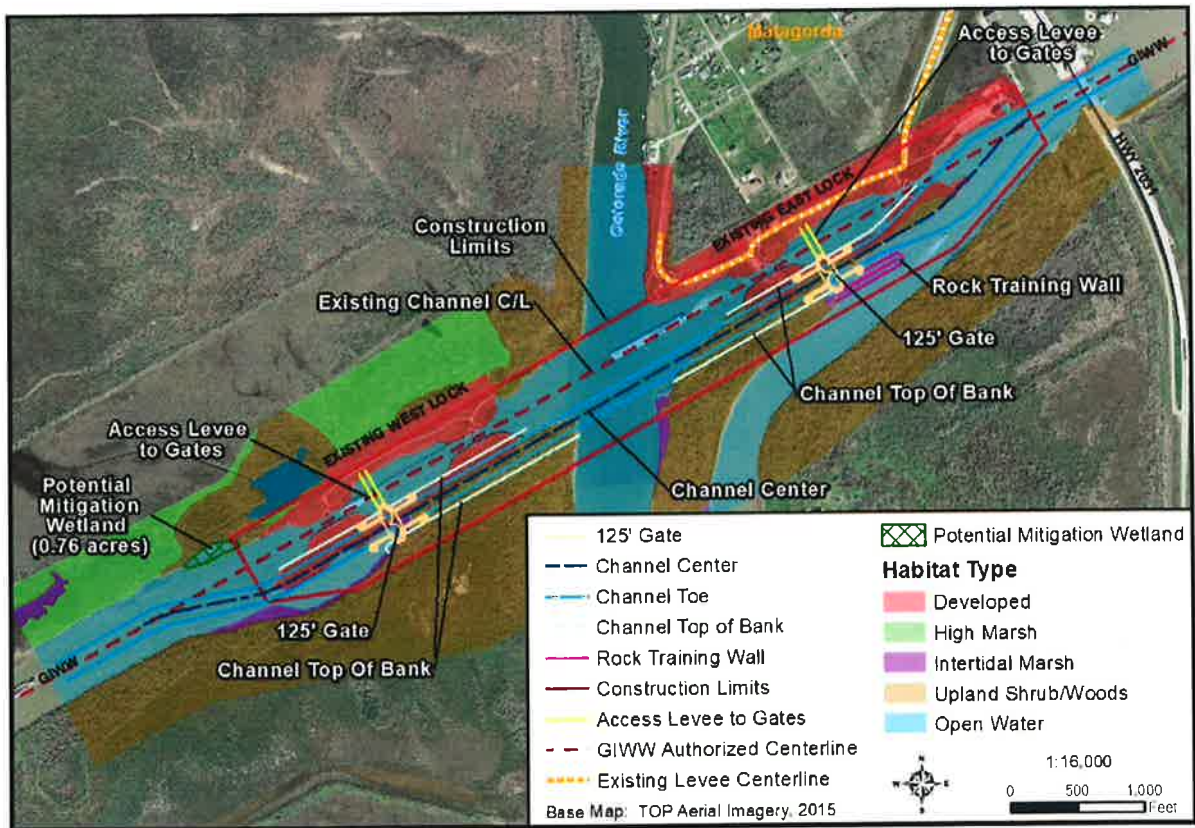 Matagorda
Access Levee
to Gates
GIWW
HWY 2031
Colorado River
EXISTING EAST LOCK
Construction
Limits
Existing Channel C/L
Rock Training Wall
125' Gate
Channel Top Of Bank
EXISTING WEST LOCK
Access Levee
to Gates
Potential
Mitigation
Wetland
(0.76 acres)
Channel Center
125' Gate
Channel Top Of Bank
GIWW
125' Gate
Channel Center
Channel Toe
Channel Top of Bank
Rock Training Wall
Construction Limits
Access Levee to Gates
GIWW Authorized Centerline
Existing Levee Centerline
Base Map: TOP Aerial Imagery, 2015
Potential Mitigation Wetland
Habitat Type
Developed
High Marsh
Intertidal Marsh
Upland Shrub/Woods
Open Water
N
W E
S
1:16,000
0 500 1,000
Feet